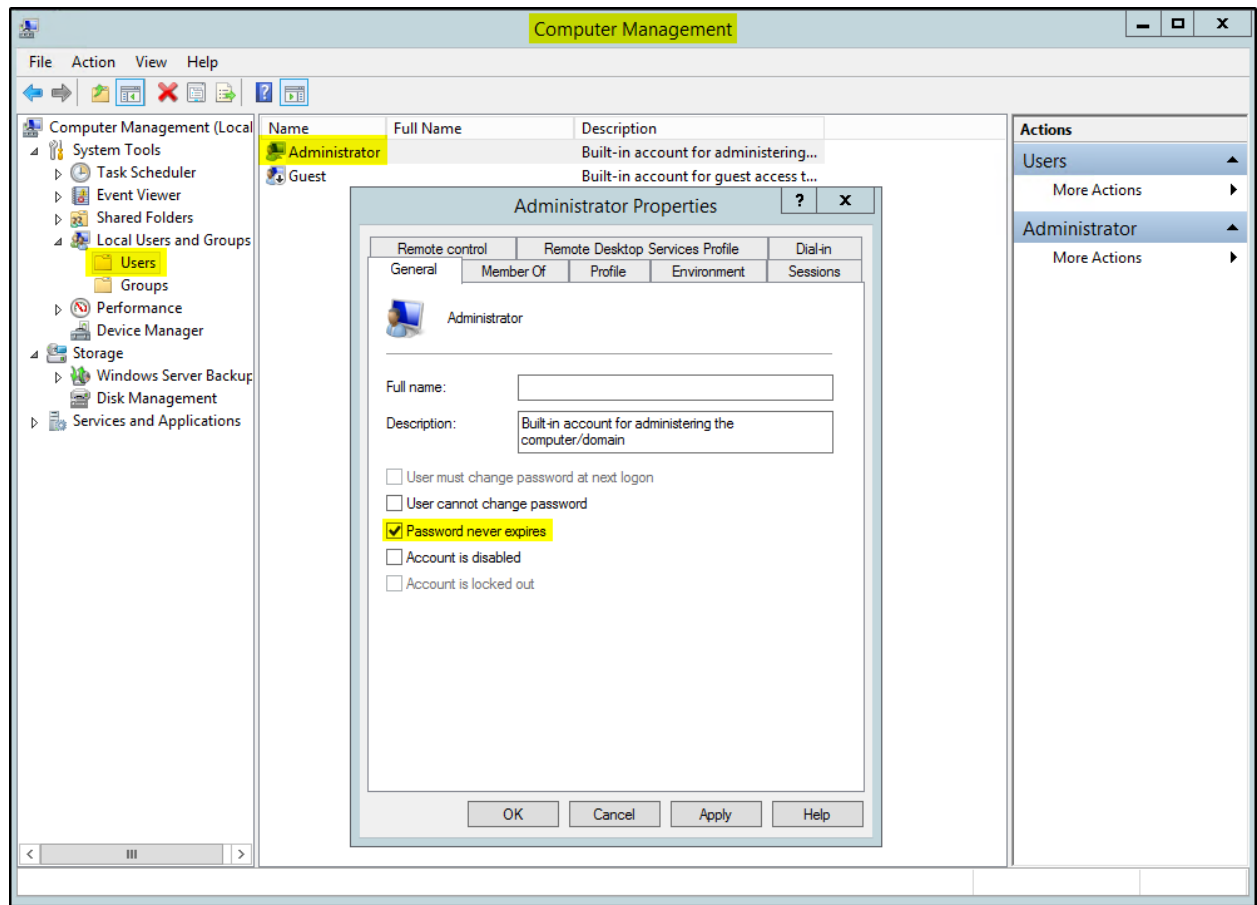 Computer Management
File Action View Help
Computer Management (Local
System Tools
Task Scheduler
Event Viewer
Shared Folders
Local Users and Groups
Users
Groups
Performance
Device Manager
Storage
Windows Server Backup
Disk Management
Services and Applications
Name Full Name Description
Administrator Built-in account for administering...
Guest Built-in account for guest access t...
Administrator Properties
Remote control Remote Desktop Services Profile Dial-in
General Member Of Profile Environment Sessions
Administrator
Full name:
Description: Built-in account for administering the
computer/domain
User must change password at next logon
User cannot change password
Password never expires
Account is disabled
Account is locked out
OK Cancel Apply Help
Actions
Users
More Actions
Administrator
More Actions